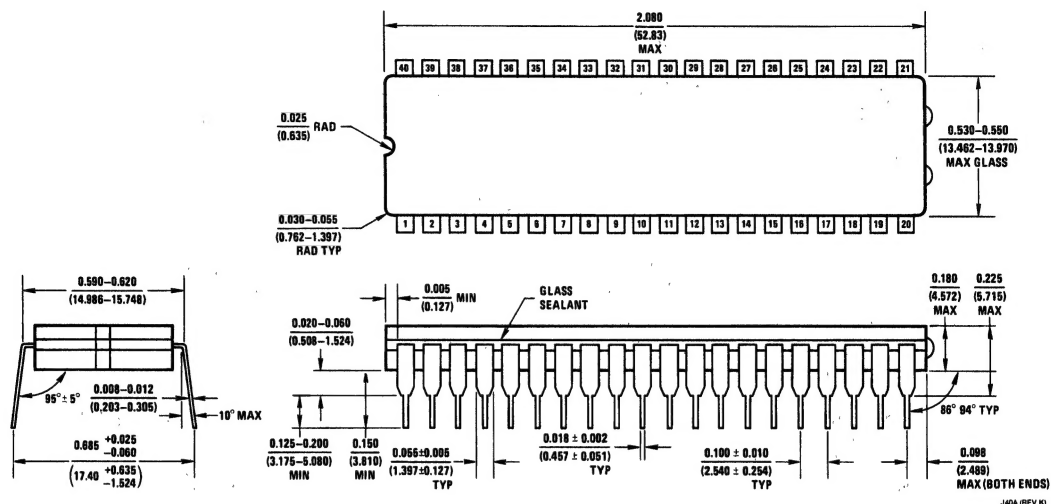 2.080
(52.83)
MAX
40 39 38 37 36 35 34 33 32 31 30 29 28 27 26 25 24 23 22 21
0.025
(0.635) RAD
0.530–0.550
(13.462–13.970)
MAX GLASS
0.030–0.055
(0.762–1.397)
RAD TYP
1 2 3 4 5 6 7 8 9 10 11 12 13 14 15 16 17 18 19 20
0.590–0.620
(14.986–15.748)
0.005
(0.127) MIN
GLASS
SEALANT
0.180
(4.572)
MAX
0.225
(5.715)
MAX
0.020–0.060
(0.508–1.524)
95° ± 5°
0.008–0.012
(0.203–0.305)
10° MAX
86° 94° TYP
0.685 +0.025
–0.060
(17.40 +0.635
–1.524)
0.125–0.200
(3.175–5.080)
MIN
0.150
(3.810)
MIN
0.055±0.005
(1.397±0.127)
TYP
0.018 ± 0.002
(0.457 ± 0.051)
TYP
0.100 ± 0.010
(2.540 ± 0.254)
TYP
0.098
(2.489)
MAX (BOTH ENDS)
J40A (REV K)